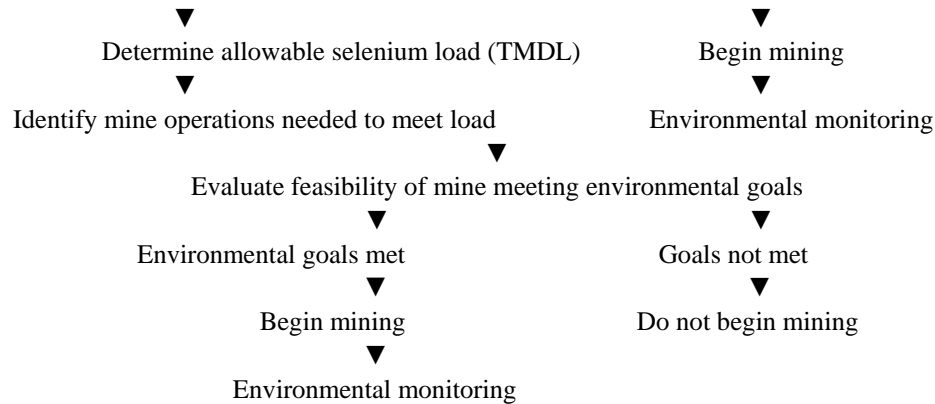 Determine allowable selenium load (TMDL) Begin mining
Identify mine operations needed to meet load Environmental monitoring
Evaluate feasibility of mine meeting environmental goals
Environmental goals met Goals not met
Begin mining Do not begin mining
Environmental monitoring